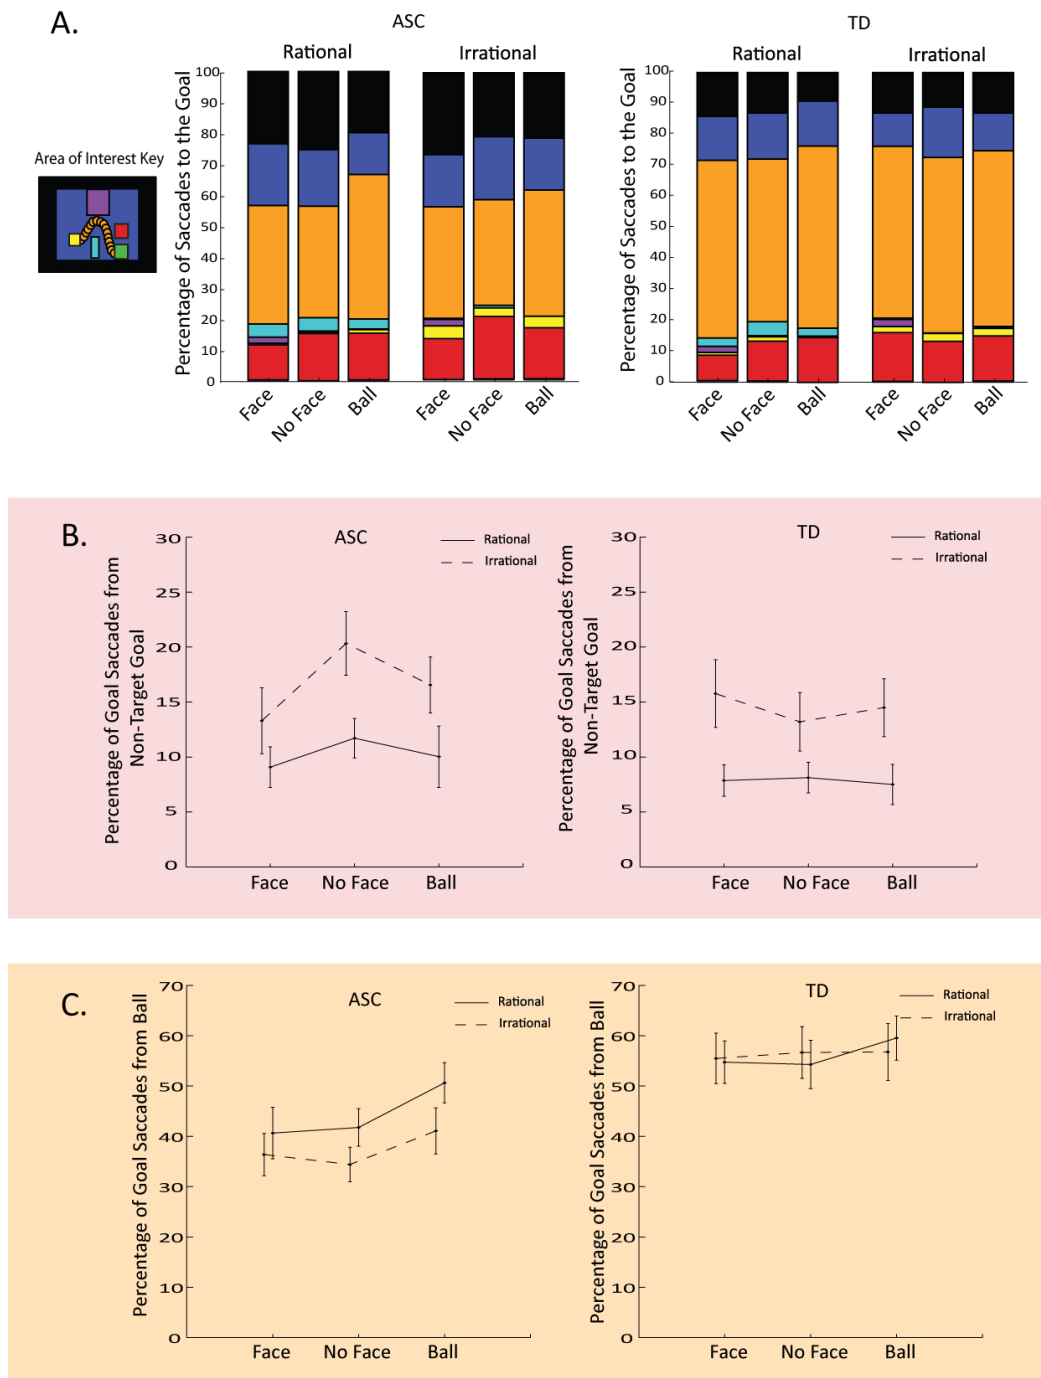 A.
ASC
TD
Rational
Irrational
Rational
Irrational
Area of Interest Key
Percentage of Saccades to the Goal
100
90
80
70
60
50
40
30
20
10
0
Face
No Face
Ball
Face
No Face
Ball
Percentage of Saccades to the Goal
100
90
80
70
60
50
40
30
20
10
0
Face
No Face
Ball
Face
No Face
Ball
B.
ASC
Rational
Irrational
Percentage of Goal Saccades from
Non-Target Goal
30
25
20
15
10
5
0
Face
No Face
Ball
TD
Rational
Irrational
Percentage of Goal Saccades from
Non-Target Goal
30
25
20
15
10
5
0
Face
No Face
Ball
C.
ASC
Rational
Irrational
Percentage of Goal Saccades from Ball
70
60
50
40
30
20
10
0
Face
No Face
Ball
TD
Rational
Irrational
Percentage of Goal Saccades from Ball
70
60
50
40
30
20
10
0
Face
No Face
Ball